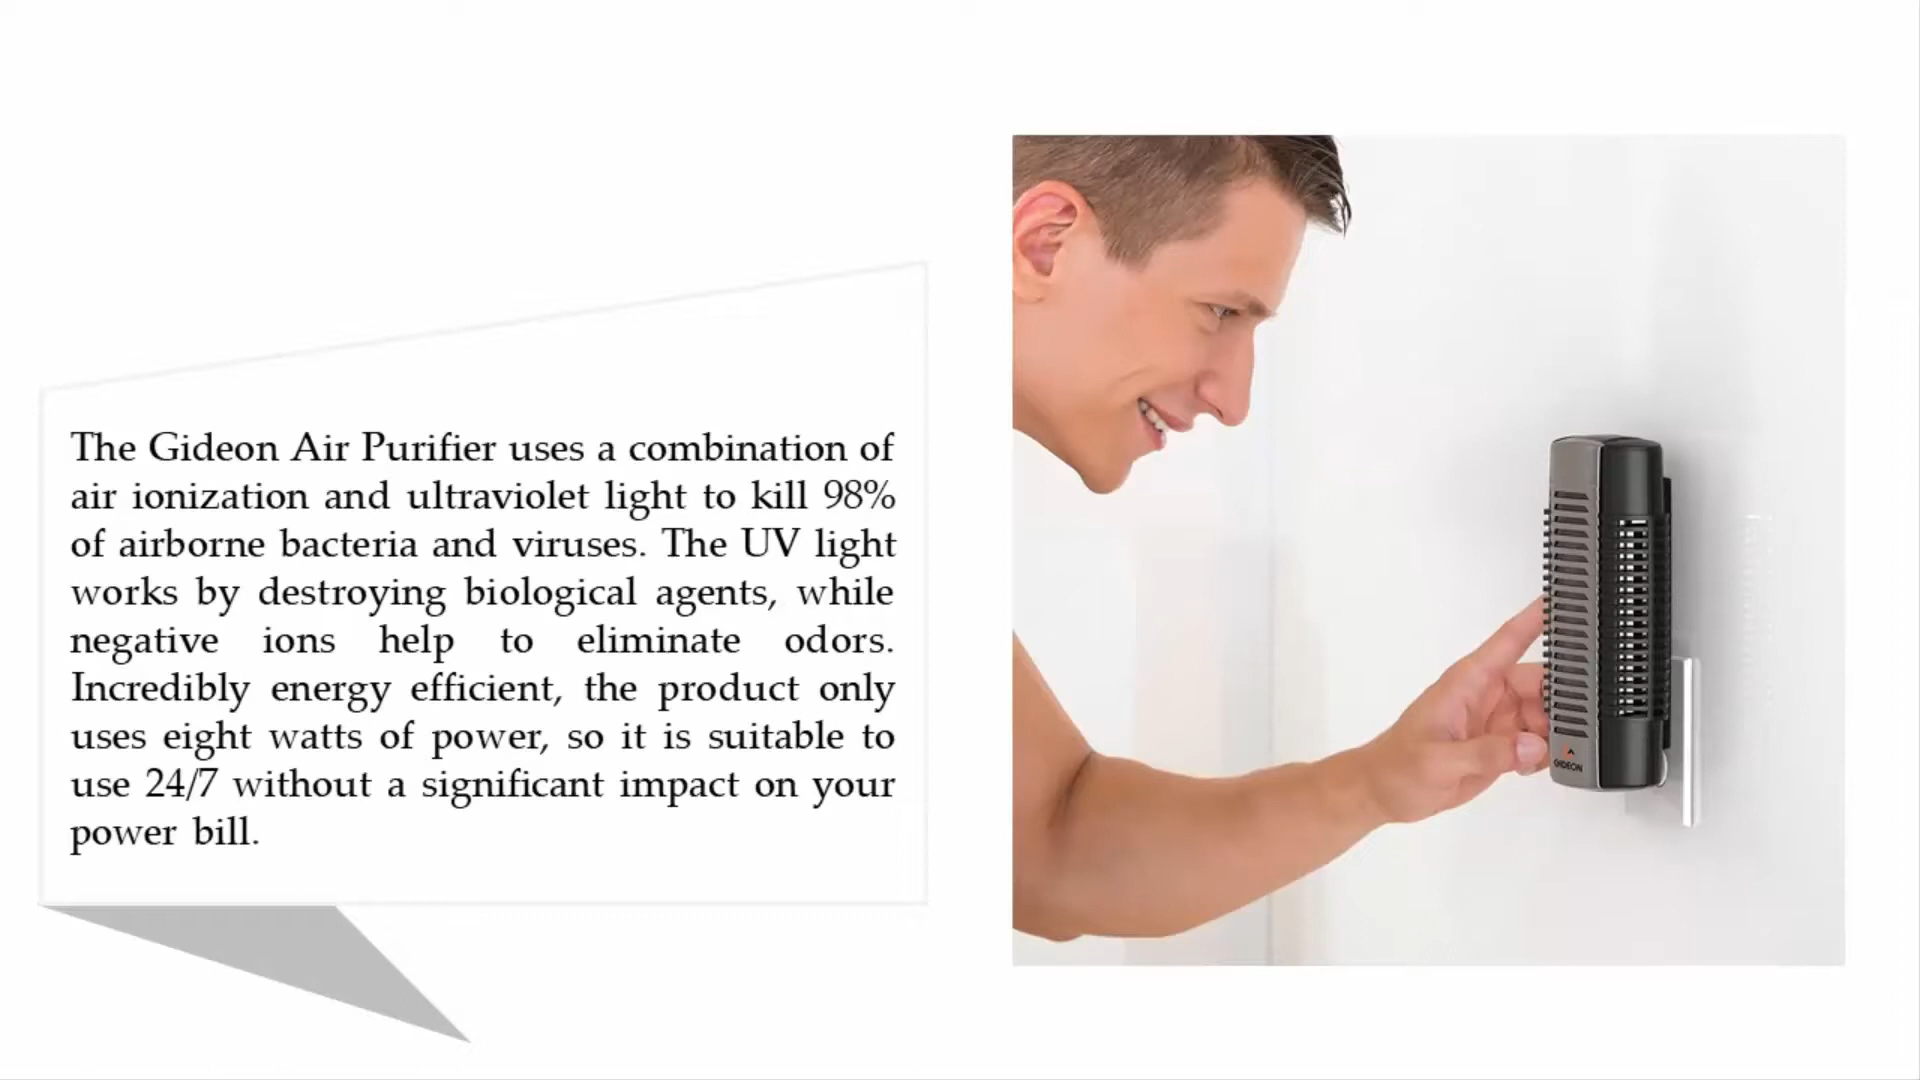 The Gideon Air Purifier uses a combination of
air ionization and ultraviolet light to kill 98%
of airborne bacteria and viruses. The UV light
works by destroying biological agents, while
negative ions help to eliminate odors.
Incredibly energy efficient, the product only
uses eight watts of power, so it is suitable to
use 24/7 without a significant impact on your
power bill.
GIDEON